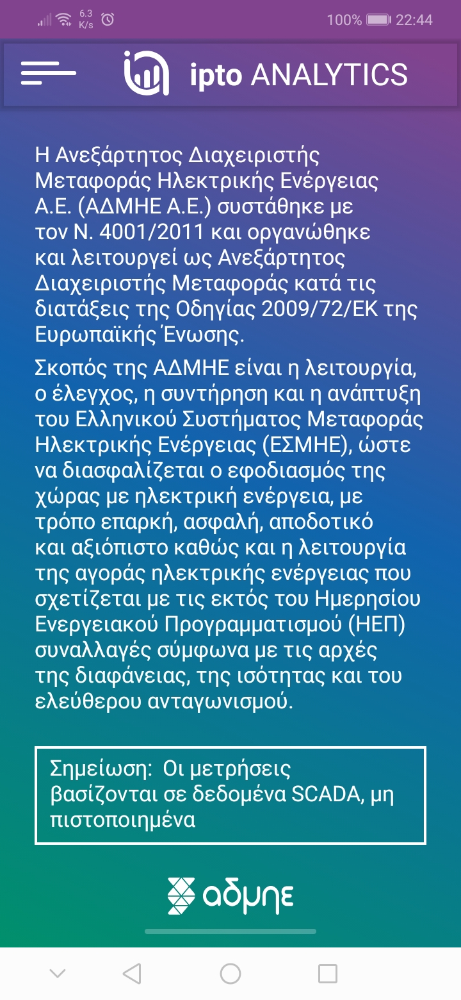 6.3
K/s
100%
22:44
ipto ANALYTICS
Η Ανεξάρτητος Διαχειριστής
Μεταφοράς Ηλεκτρικής Ενέργειας
Α.Ε. (ΑΔΜΗΕ Α.Ε.) συστάθηκε με
τον Ν. 4001/2011 και οργανώθηκε
και λειτουργεί ως Ανεξάρτητος
Διαχειριστής Μεταφοράς κατά τις
διατάξεις της Οδηγίας 2009/72/ΕΚ της
Ευρωπαϊκής Ένωσης.
Σκοπός της ΑΔΜΗΕ είναι η λειτουργία,
ο έλεγχος, η συντήρηση και η ανάπτυξη
του Ελληνικού Συστήματος Μεταφοράς
Ηλεκτρικής Ενέργειας (ΕΣΜΗΕ), ώστε
να διασφαλίζεται ο εφοδιασμός της
χώρας με ηλεκτρική ενέργεια, με
τρόπο επαρκή, ασφαλή, αποδοτικό
και αξιόπιστο καθώς και η λειτουργία
της αγοράς ηλεκτρικής ενέργειας που
σχετίζεται με τις εκτός του Ημερησίου
Ενεργειακού Προγραμματισμού (ΗΕΠ)
συναλλαγές σύμφωνα με τις αρχές
της διαφάνειας, της ισότητας και του
ελεύθερου ανταγωνισμού.
Σημείωση:  Οι μετρήσεις
βασίζονται σε δεδομένα SCADA, μη
πιστοποιημένα
αδμηε